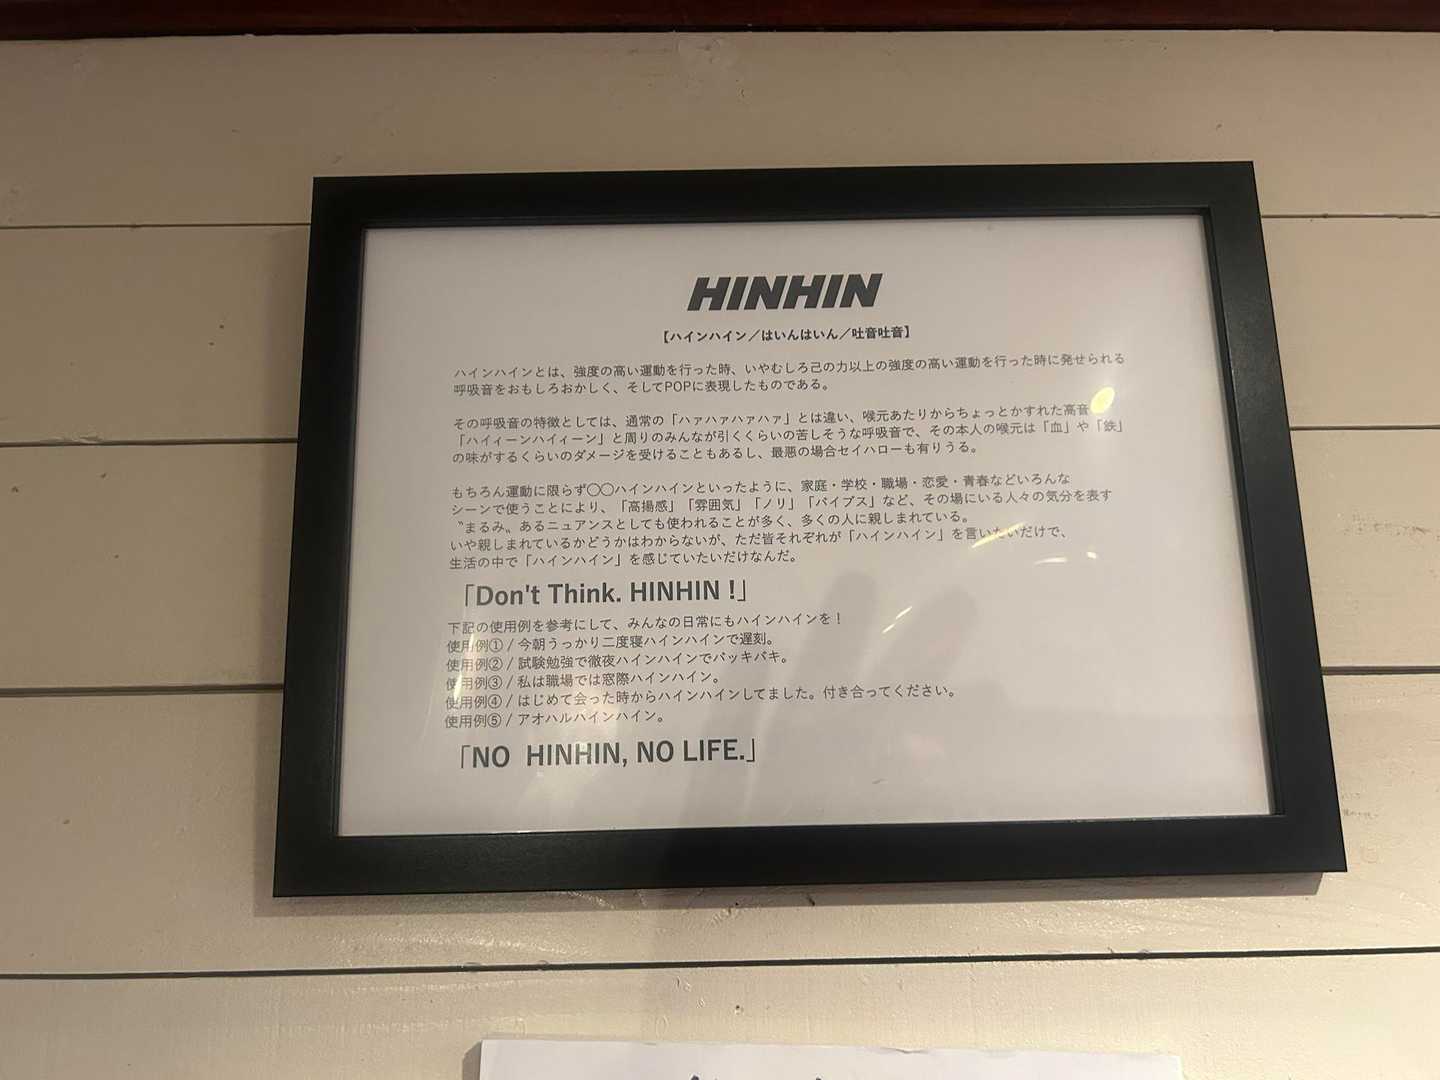 HINHIN
【ハインハイン／はいんはいん／吐音吐音】
ハインハインとは、強度の高い運動を行った時、いやむしろ己の力以上の強度の高い運動を行った時に発せられる
呼吸音をおもしろおかしく、そしてPOPに表現したものである。
その呼吸音の特徴としては、通常の「ハァハァハァハァ」とは違い、喉元あたりからちょっとかすれた高音
「ハイィーンハイィーン」と周りのみんなが引くくらいの苦しそうな呼吸音で、その本人の喉元は「血」や「鉄」
の味がするくらいのダメージを受けることもあるし、最悪の場合セイハローも有りうる。
もちろん運動に限らず〇〇ハインハインといったように、家庭・学校・職場・恋愛・青春などいろんな
シーンで使うことにより、「高揚感」「雰囲気」「ノリ」「バイブス」など、その場にいる人々の気分を表す
〝まるみ〟あるニュアンスとしても使われることが多く、多くの人に親しまれている。
いや親しまれているかどうかはわからないが、ただ皆それぞれが「ハインハイン」を言いたいだけで、
生活の中で「ハインハイン」を感じていたいだけなんだ。
「Don't Think. HINHIN !」
下記の使用例を参考にして、みんなの日常にもハインハインを！
使用例① / 今朝うっかり二度寝ハインハインで遅刻。
使用例② / 試験勉強で徹夜ハインハインでバッキバキ。
使用例③ / 私は職場では窓際ハインハイン。
使用例④ / はじめて会った時からハインハインしてました。付き合ってください。
使用例⑤ / アオハルハインハイン。
「NO HINHIN, NO LIFE.」